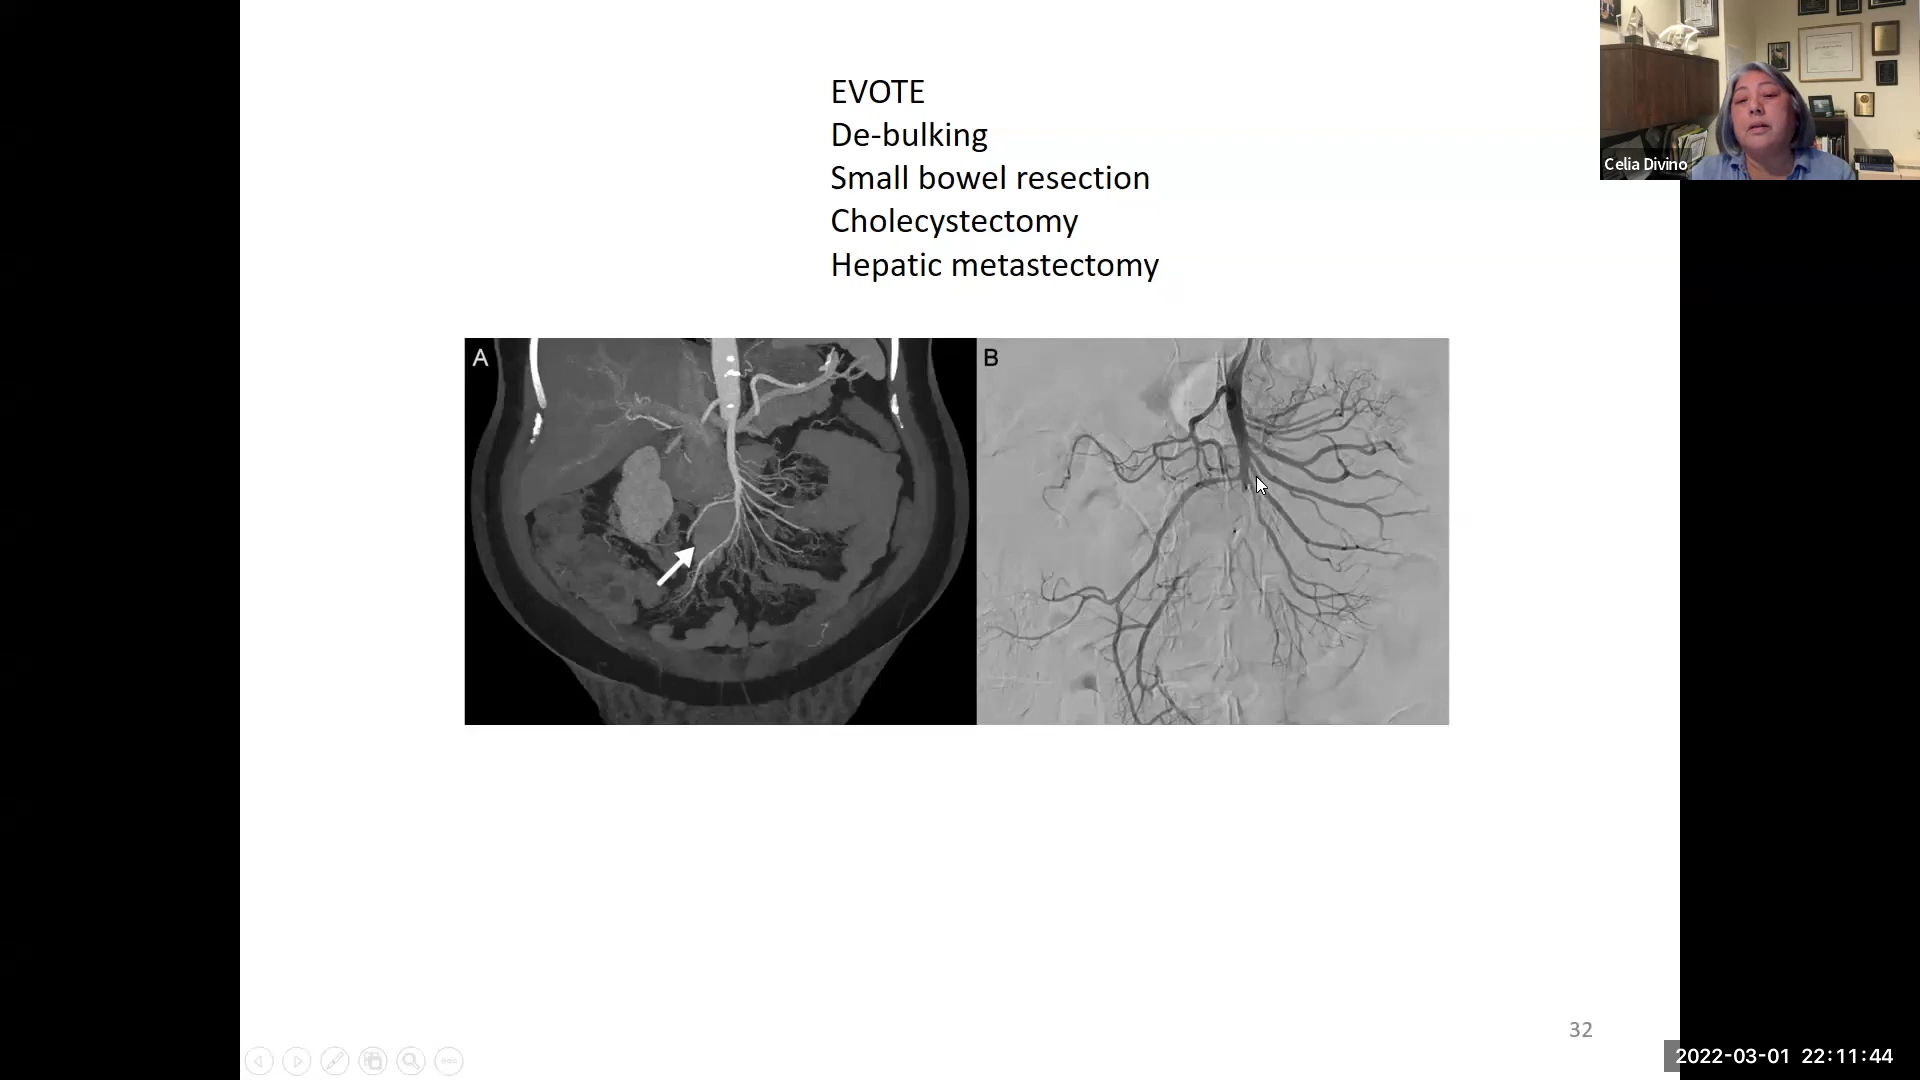 EVOTE
De-bulking
Small bowel resection
Cholecystectomy
Hepatic metastectomy
Celia Divino
A
B
32
2022-03-01 22:11:44